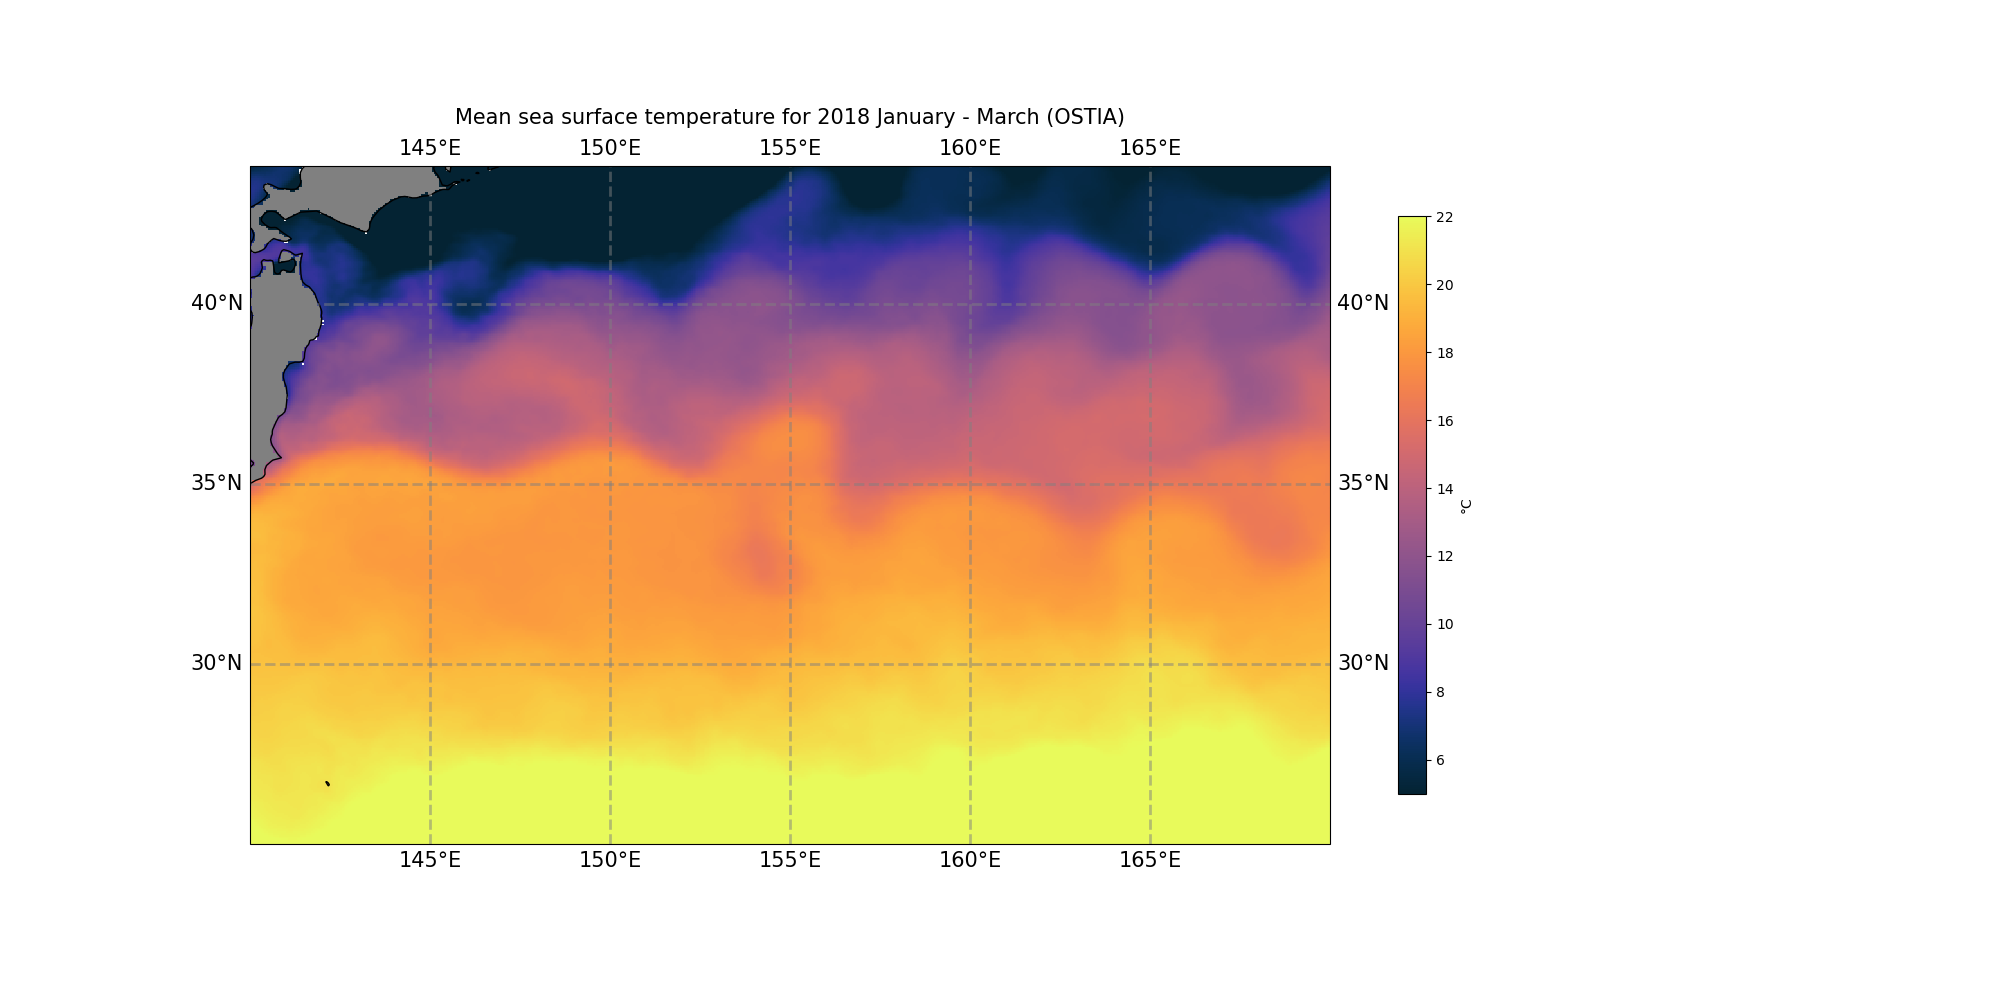 Mean sea surface temperature for 2018 January - March (OSTIA)
145°E 150°E 155°E 160°E 165°E
22
20
40°N 40°N
18
16
35°N 35°N
14
°C
12
10
30°N 30°N
8
6
145°E 150°E 155°E 160°E 165°E